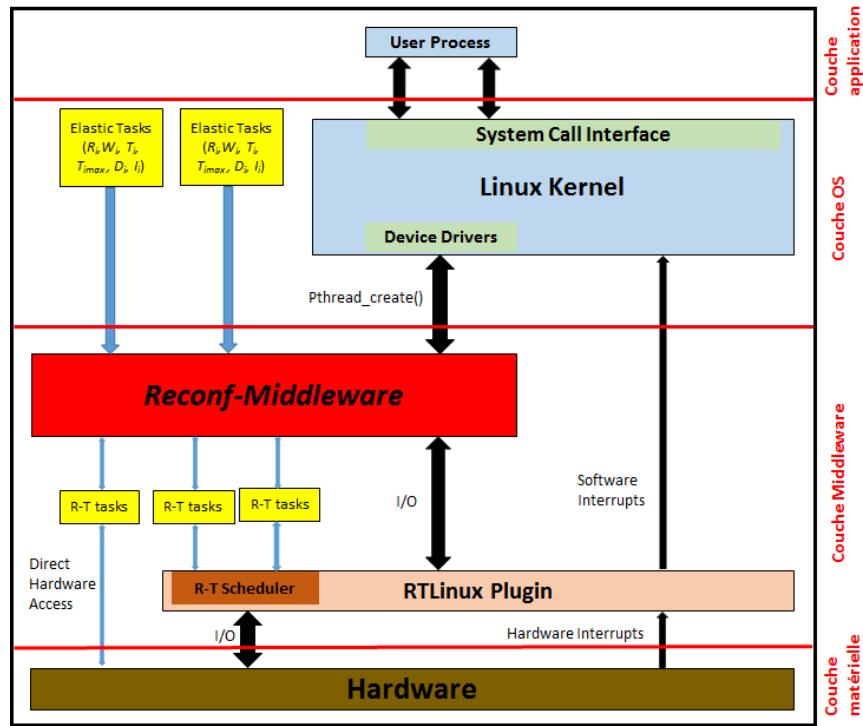 User Process
Couche
application
Elastic Tasks
(Ri,Wi, Ti,
Timax, Di, Ii)
Elastic Tasks
(Ri,Wi, Ti,
Timax, Di, Ii)
System Call Interface
Linux Kernel
Device Drivers
Couche OS
Pthread_create()
Reconf-Middleware
R-T tasks
R-T tasks
R-T tasks
I/O
Software
Interrupts
Couche Middleware
Direct
Hardware
Access
R-T Scheduler
RTLinux Plugin
I/O
Hardware Interrupts
Hardware
Couche
matérielle